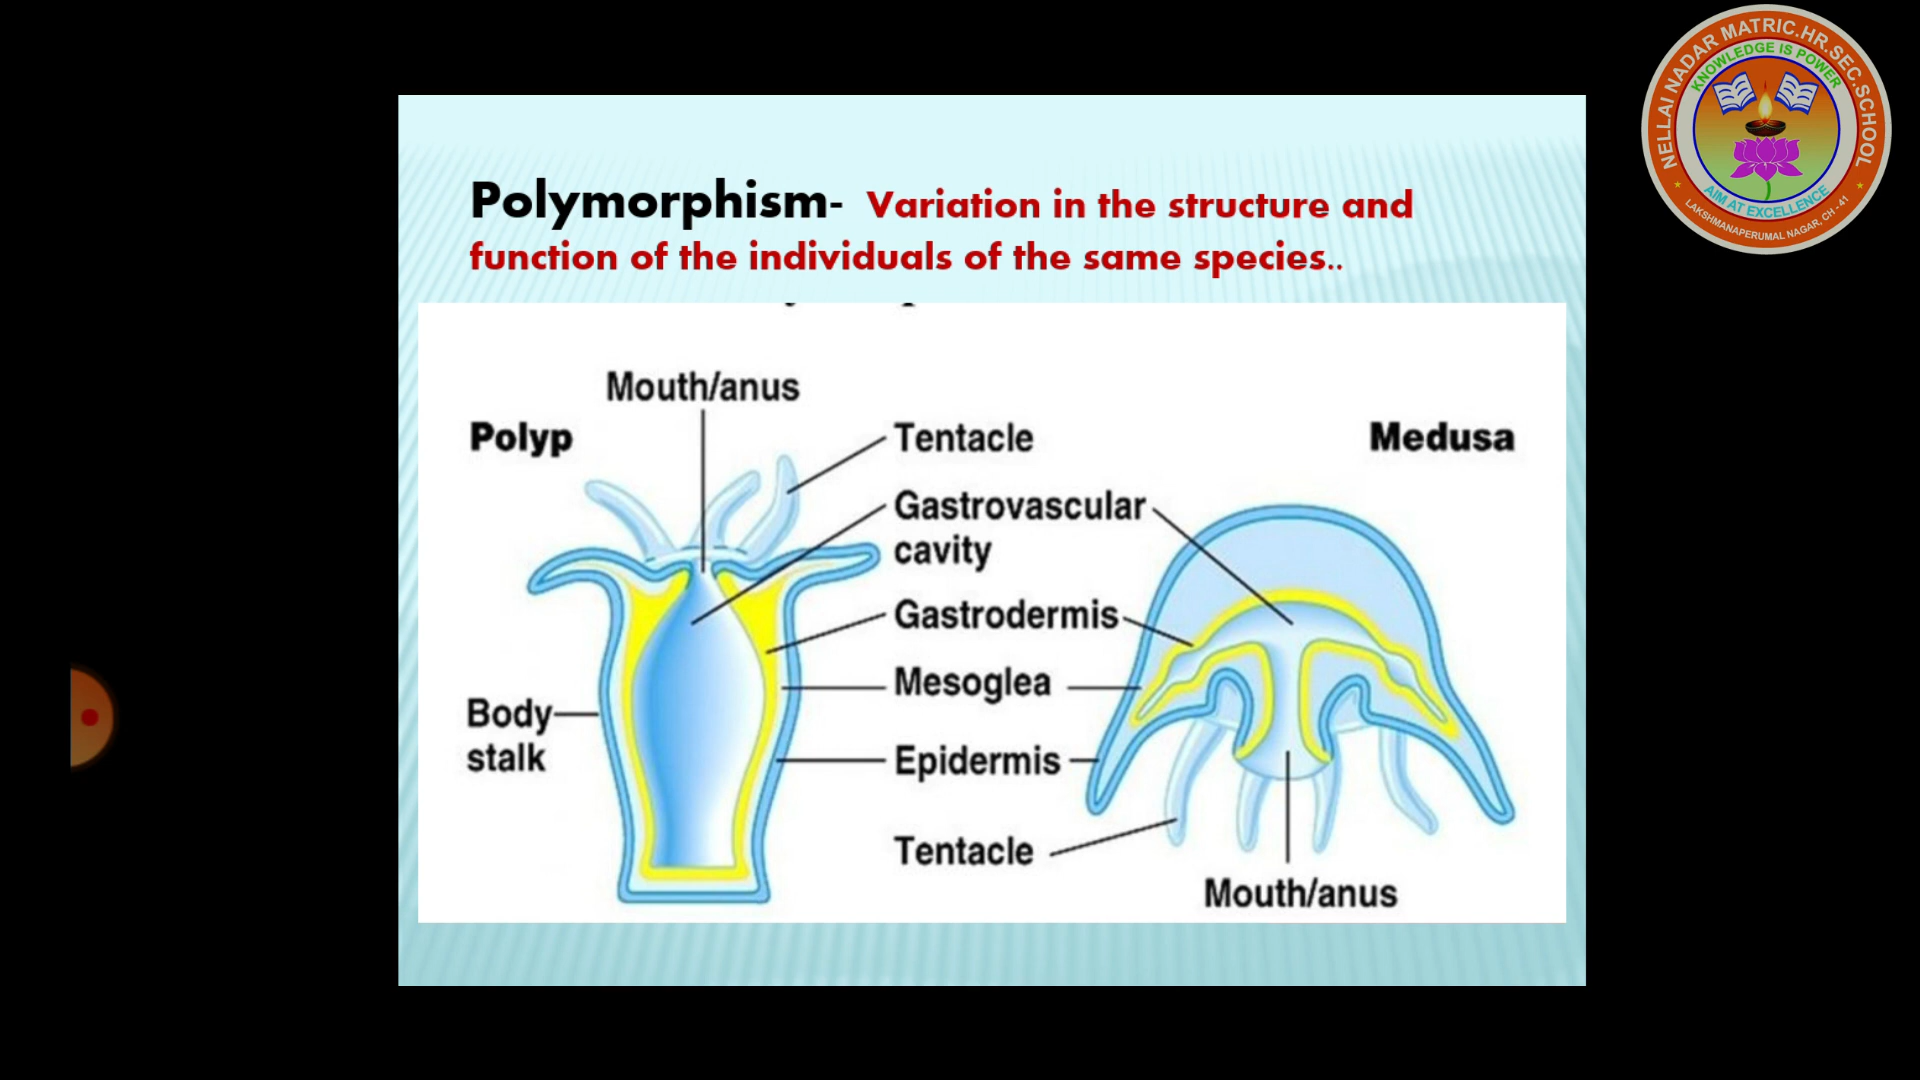 Polymorphism- Variation in the structure and
function of the individuals of the same species..
Mouth/anus
Polyp
Tentacle
Medusa
Gastrovascular
cavity
Gastrodermis
Mesoglea
Body
stalk
Epidermis
Tentacle
Mouth/anus
NELLAI NADAR MATRIC.HR.SEC.SCHOOL
KNOWLEDGE IS POWER
AIM AT EXCELLENCE
LAKSHMANAPERUMAL NAGAR, CH - 41